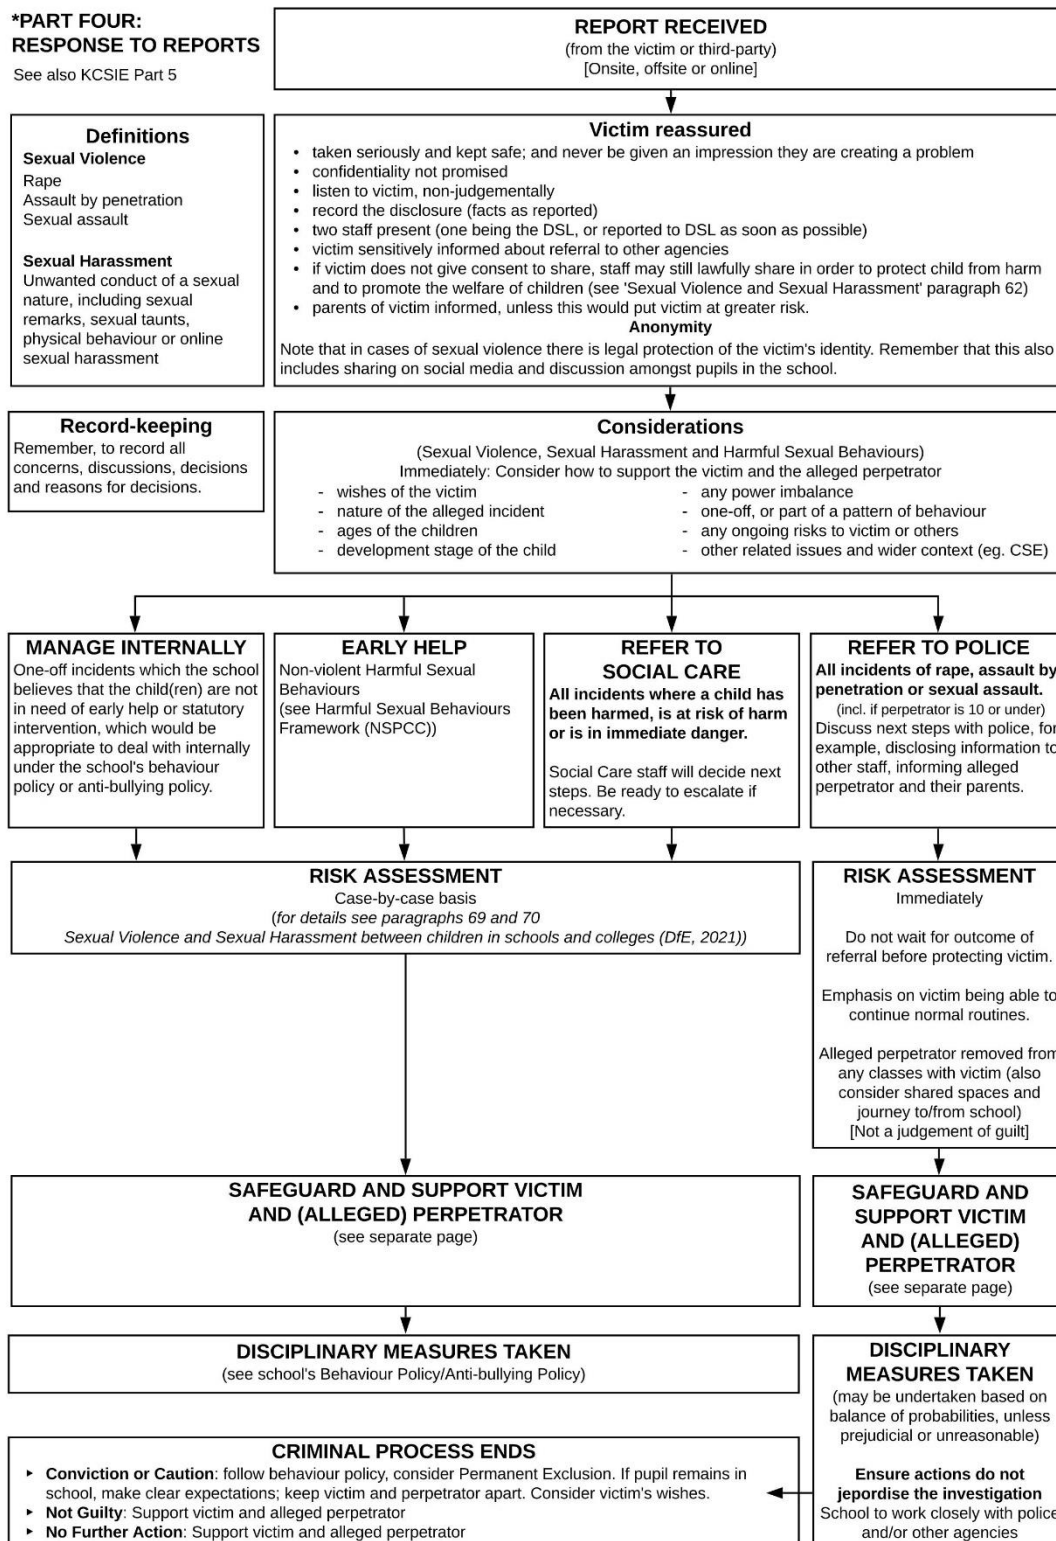 *PART FOUR:
RESPONSE TO REPORTS
See also KCSIE Part 5
REPORT RECEIVED
(from the victim or third-party)
[Onsite, offsite or online]
Definitions
Sexual Violence
Rape
Assault by penetration
Sexual assault
Sexual Harassment
Unwanted conduct of a sexual
nature, including sexual
remarks, sexual taunts,
physical behaviour or online
sexual harassment
Victim reassured
• taken seriously and kept safe; and never be given an impression they are creating a problem
• confidentiality not promised
• listen to victim, non-judgementally
• record the disclosure (facts as reported)
• two staff present (one being the DSL, or reported to DSL as soon as possible)
• victim sensitively informed about referral to other agencies
• if victim does not give consent to share, staff may still lawfully share in order to protect child from harm
and to promote the welfare of children (see 'Sexual Violence and Sexual Harassment' paragraph 62)
• parents of victim informed, unless this would put victim at greater risk.
Anonymity
Note that in cases of sexual violence there is legal protection of the victim's identity. Remember that this also
includes sharing on social media and discussion amongst pupils in the school.
Record-keeping
Remember, to record all
concerns, discussions, decisions
and reasons for decisions.
Considerations
(Sexual Violence, Sexual Harassment and Harmful Sexual Behaviours)
Immediately: Consider how to support the victim and the alleged perpetrator
- wishes of the victim
- nature of the alleged incident
- ages of the children
- development stage of the child
- any power imbalance
- one-off, or part of a pattern of behaviour
- any ongoing risks to victim or others
- other related issues and wider context (eg. CSE)
MANAGE INTERNALLY
One-off incidents which the school
believes that the child(ren) are not
in need of early help or statutory
intervention, which would be
appropriate to deal with internally
under the school's behaviour
policy or anti-bullying policy.
EARLY HELP
Non-violent Harmful Sexual
Behaviours
(see Harmful Sexual Behaviours
Framework (NSPCC))
REFER TO
SOCIAL CARE
All incidents where a child has
been harmed, is at risk of harm
or is in immediate danger.
Social Care staff will decide next
steps. Be ready to escalate if
necessary.
REFER TO POLICE
All incidents of rape, assault by
penetration or sexual assault.
(incl. if perpetrator is 10 or under)
Discuss next steps with police, for
example, disclosing information to
other staff, informing alleged
perpetrator and their parents.
RISK ASSESSMENT
Case-by-case basis
(for details see paragraphs 69 and 70
Sexual Violence and Sexual Harassment between children in schools and colleges (DfE, 2021))
RISK ASSESSMENT
Immediately
Do not wait for outcome of
referral before protecting victim.
Emphasis on victim being able to
continue normal routines.
Alleged perpetrator removed from
any classes with victim (also
consider shared spaces and
journey to/from school)
[Not a judgement of guilt]
SAFEGUARD AND SUPPORT VICTIM
AND (ALLEGED) PERPETRATOR
(see separate page)
SAFEGUARD AND
SUPPORT VICTIM
AND (ALLEGED)
PERPETRATOR
(see separate page)
DISCIPLINARY MEASURES TAKEN
(see school's Behaviour Policy/Anti-bullying Policy)
DISCIPLINARY
MEASURES TAKEN
(may be undertaken based on
balance of probabilities, unless
prejudicial or unreasonable)
Ensure actions do not
jepordise the investigation
School to work closely with police
and/or other agencies
CRIMINAL PROCESS ENDS
▸ Conviction or Caution: follow behaviour policy, consider Permanent Exclusion. If pupil remains in
school, make clear expectations; keep victim and perpetrator apart. Consider victim's wishes.
▸ Not Guilty: Support victim and alleged perpetrator
▸ No Further Action: Support victim and alleged perpetrator